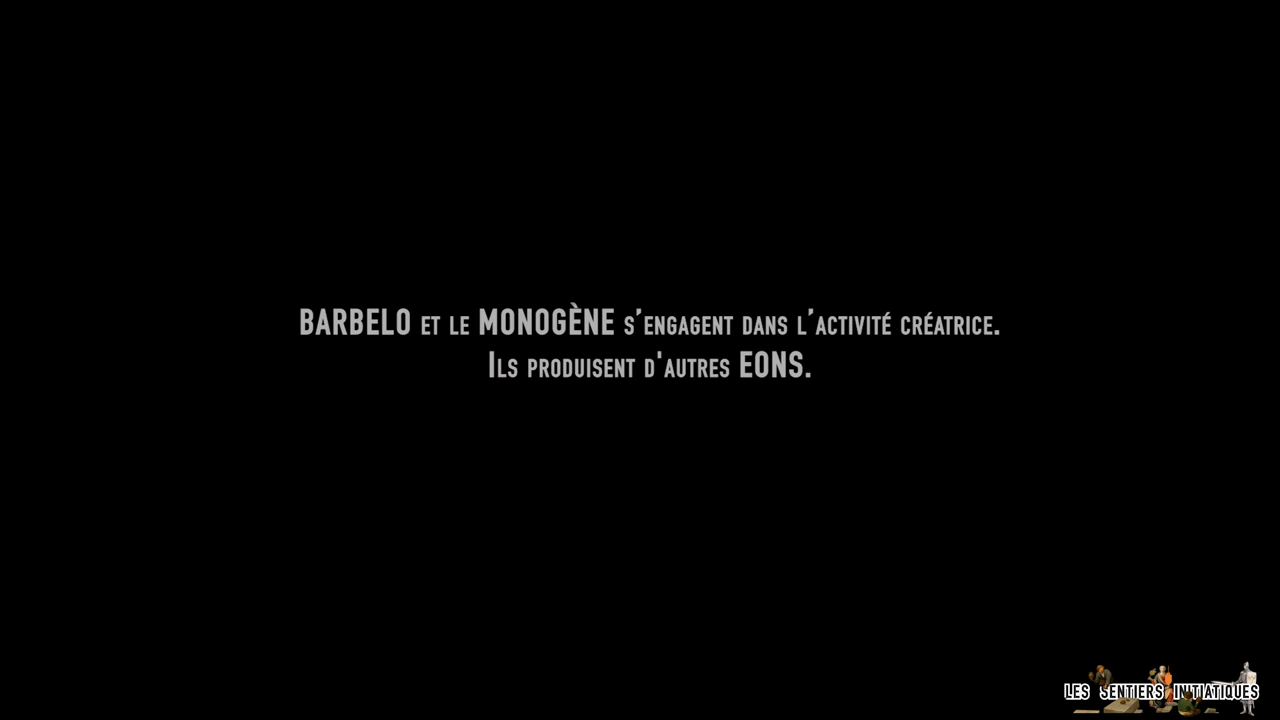 BARBELO ET LE MONOGÈNE S’ENGAGENT DANS L’ACTIVITÉ CRÉATRICE.
ILS PRODUISENT D'AUTRES EONS.
LES SENTIERS INITIATIQUES